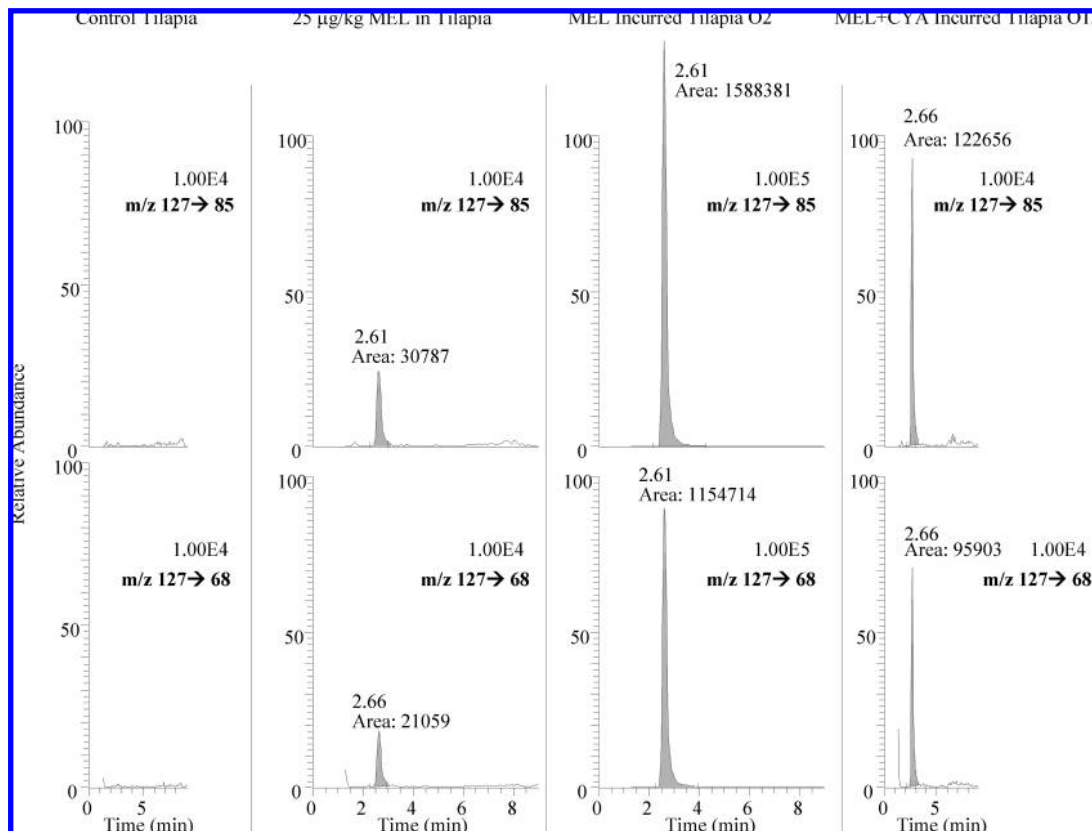 Control Tilapia
25 µg/kg MEL in Tilapia
MEL Incurred Tilapia O2
MEL+CYA Incurred Tilapia O1
Relative Abundance
100
50
0
1.00E4
m/z 127→ 85
100
50
0
2.61
Area: 30787
1.00E4
m/z 127→ 85
100
50
0
2.61
Area: 1588381
1.00E5
m/z 127→ 85
100
50
0
2.66
Area: 122656
1.00E4
m/z 127→ 85
100
50
0
1.00E4
m/z 127→ 68
0 5
Time (min)
100
50
0
2.66
Area: 21059
1.00E4
m/z 127→ 68
0 2 4 6 8
Time (min)
100
50
0
2.61
Area: 1154714
1.00E5
m/z 127→ 68
0 2 4 6 8
Time (min)
100
50
0
2.66
Area: 95903
1.00E4
m/z 127→ 68
0 5
Time (min)